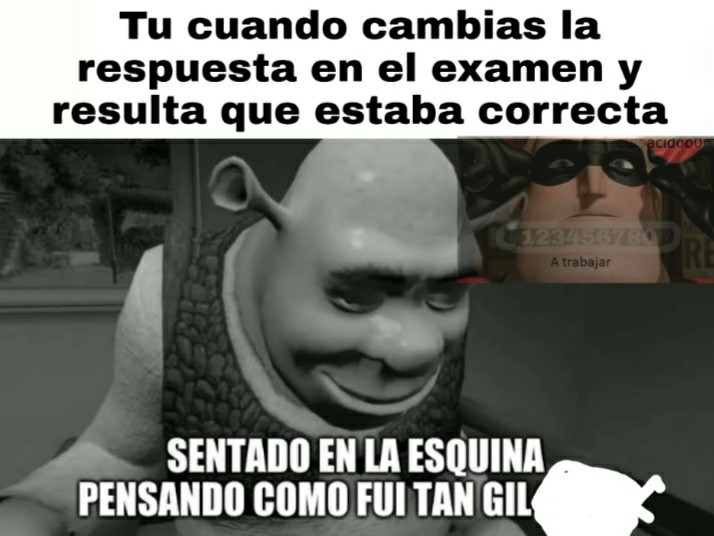 Tu cuando cambias la
respuesta en el examen y
resulta que estaba correcta
1234567890
A trabajar
SENTADO EN LA ESQUINA
PENSANDO COMO FUI TAN GIL